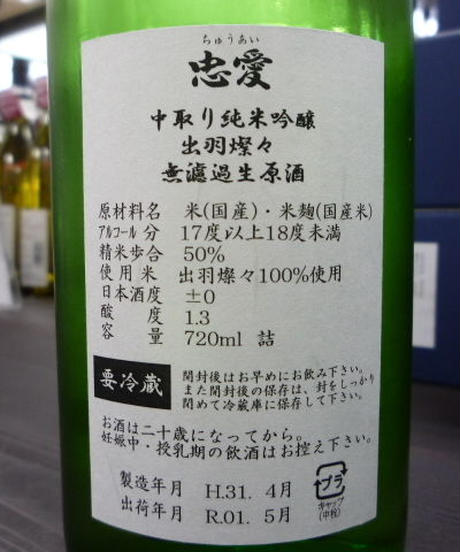 ちゅうあい
忠愛
中取り純米吟醸
出羽燦々
無濾過生原酒
原材料名 米(国産)・米麹(国産米)
アルコール分 17度以上18度未満
精米歩合 50%
使用米 出羽燦々100%使用
日本酒度 ±0
酸度 1.3
容量 720ml 詰
要冷蔵
開封後はお早めにお飲み下さい。
また開封後の保存は、封をしっかり
閉めて冷蔵庫に保存して下さい。
お酒は二十歳になってから。
妊娠中・授乳期の飲酒はお控え下さい。
製造年月 H.31. 4月
出荷年月 R.01. 5月
プラ
キャップ
(中栓)